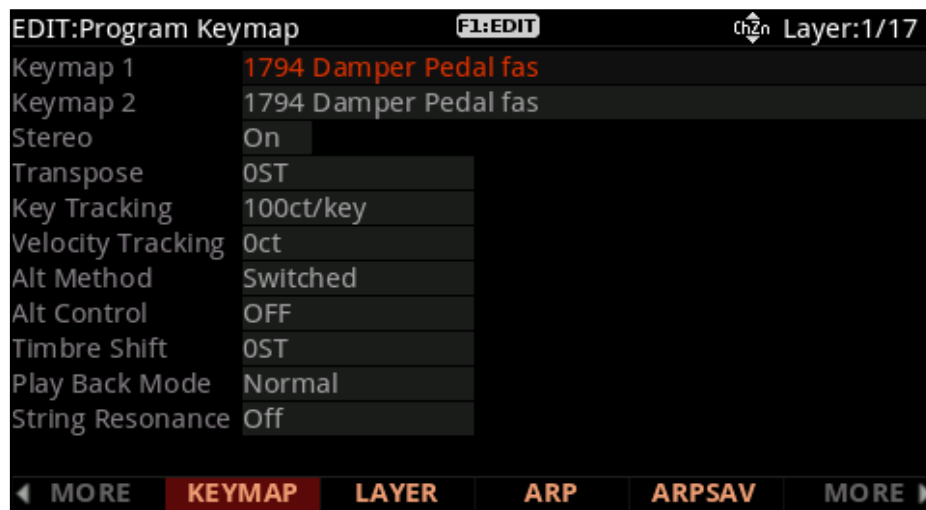 EDIT:Program Keymap F1:EDIT ChZn Layer:1/17
Keymap 1 1794 Damper Pedal fas
Keymap 2 1794 Damper Pedal fas
Stereo On
Transpose 0ST
Key Tracking 100ct/key
Velocity Tracking 0ct
Alt Method Switched
Alt Control OFF
Timbre Shift 0ST
Play Back Mode Normal
String Resonance Off
MORE KEYMAP LAYER ARP ARPSAV MORE